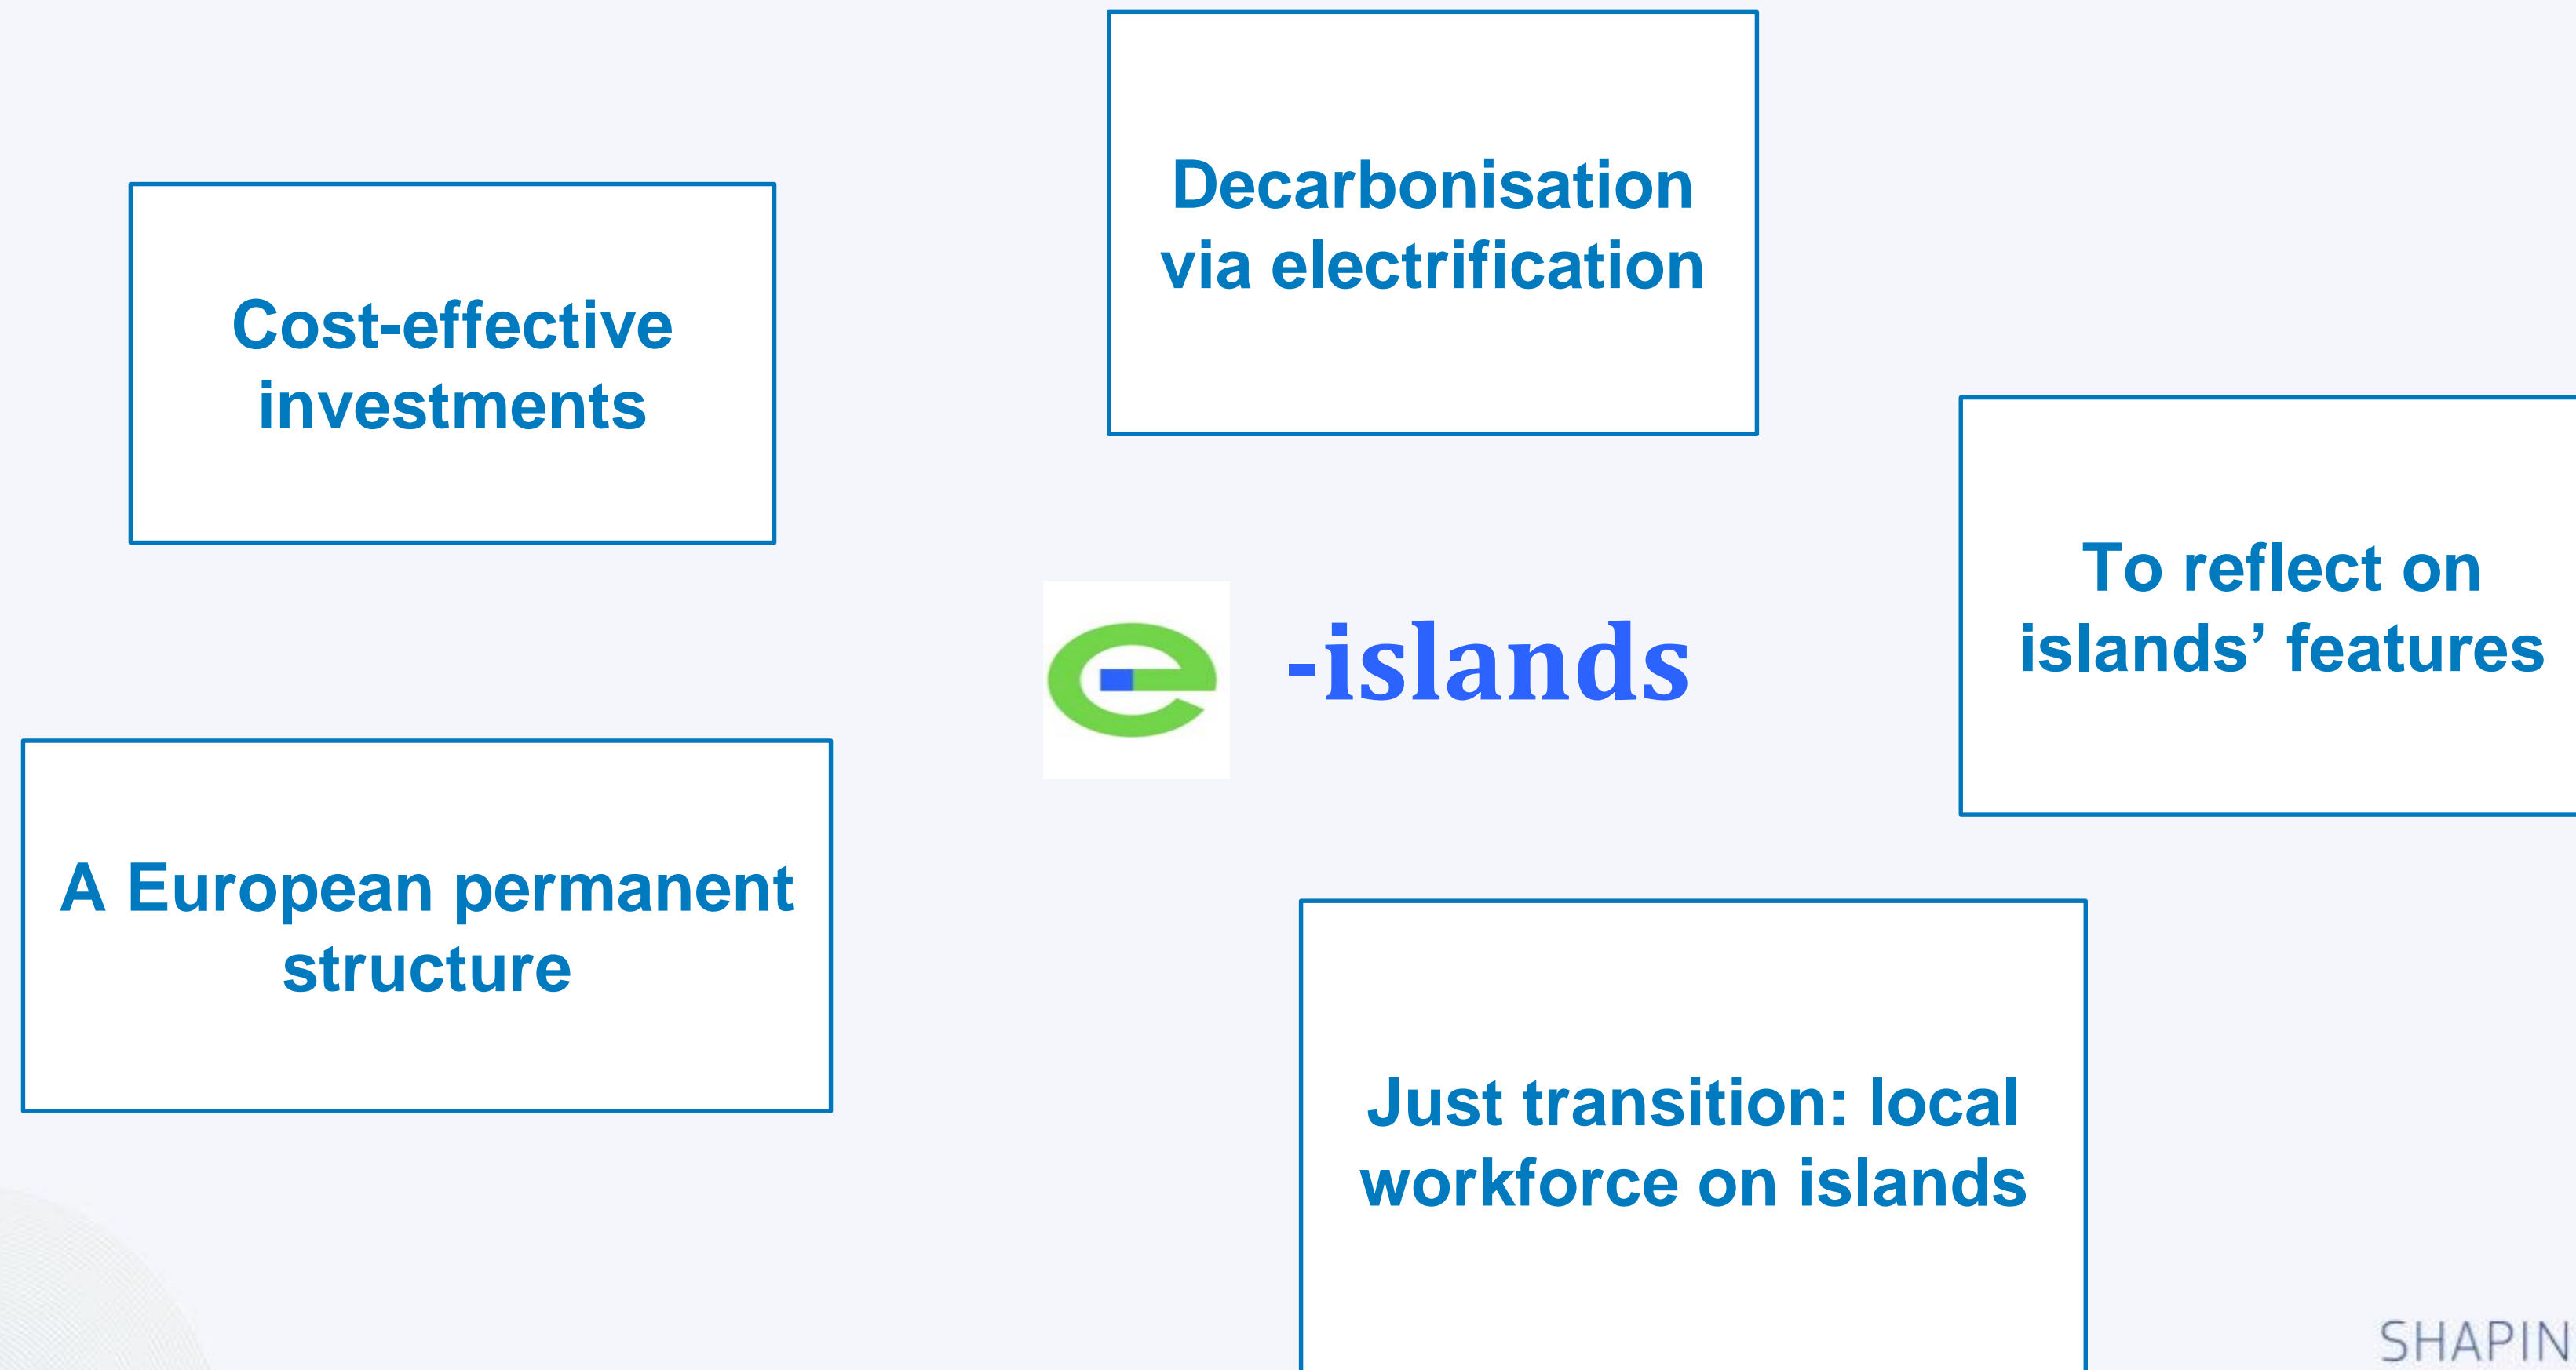 Decarbonisation
via electrification
Cost-effective
investments
To reflect on
islands’ features
e -islands
A European permanent
structure
Just transition: local
workforce on islands
SHAPIN